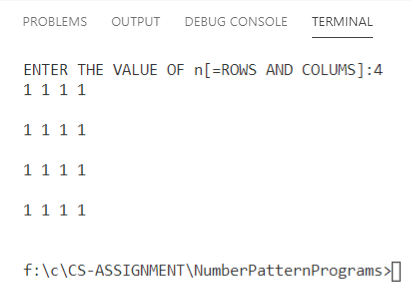 PROBLEMS OUTPUT DEBUG CONSOLE TERMINAL
ENTER THE VALUE OF n[=ROWS AND COLUMS]:4
1 1 1 1
1 1 1 1
1 1 1 1
1 1 1 1
f:\c\CS-ASSIGNMENT\NumberPatternPrograms>